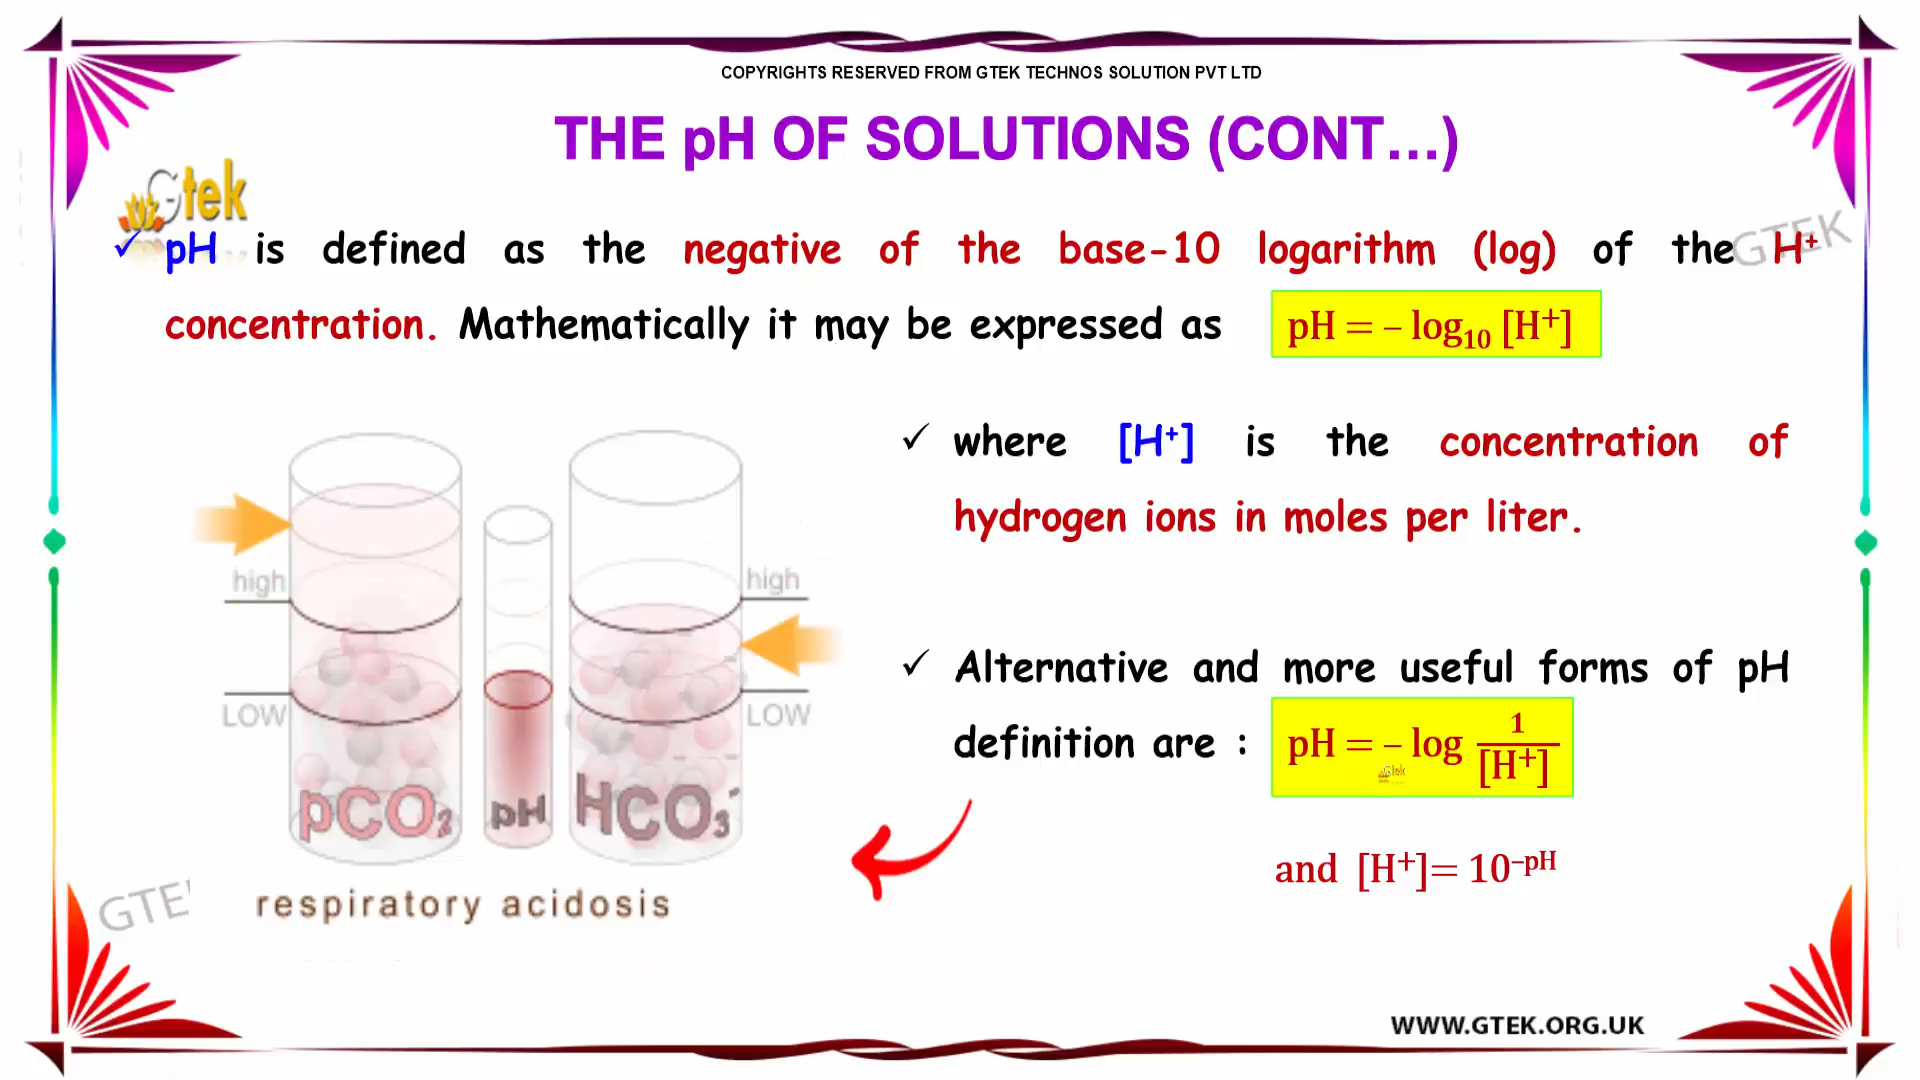 COPYRIGHTS RESERVED FROM GTEK TECHNOS SOLUTION PVT LTD
THE pH OF SOLUTIONS (CONT...)
Gtek
✓ pH is defined as the negative of the base-10 logarithm (log) of the H⁺
GTEK
concentration. Mathematically it may be expressed as pH = – log₁₀ [H⁺]
✓ where [H⁺] is the concentration of
hydrogen ions in moles per liter.
high high
LOW LOW
pCO₂ pH HCO₃⁻
respiratory acidosis
✓ Alternative and more useful forms of pH
definition are : pH = – log 1/[H⁺]
Gtek
and [H⁺]= 10⁻ᵖᴴ
GTE
WWW.GTEK.ORG.UK